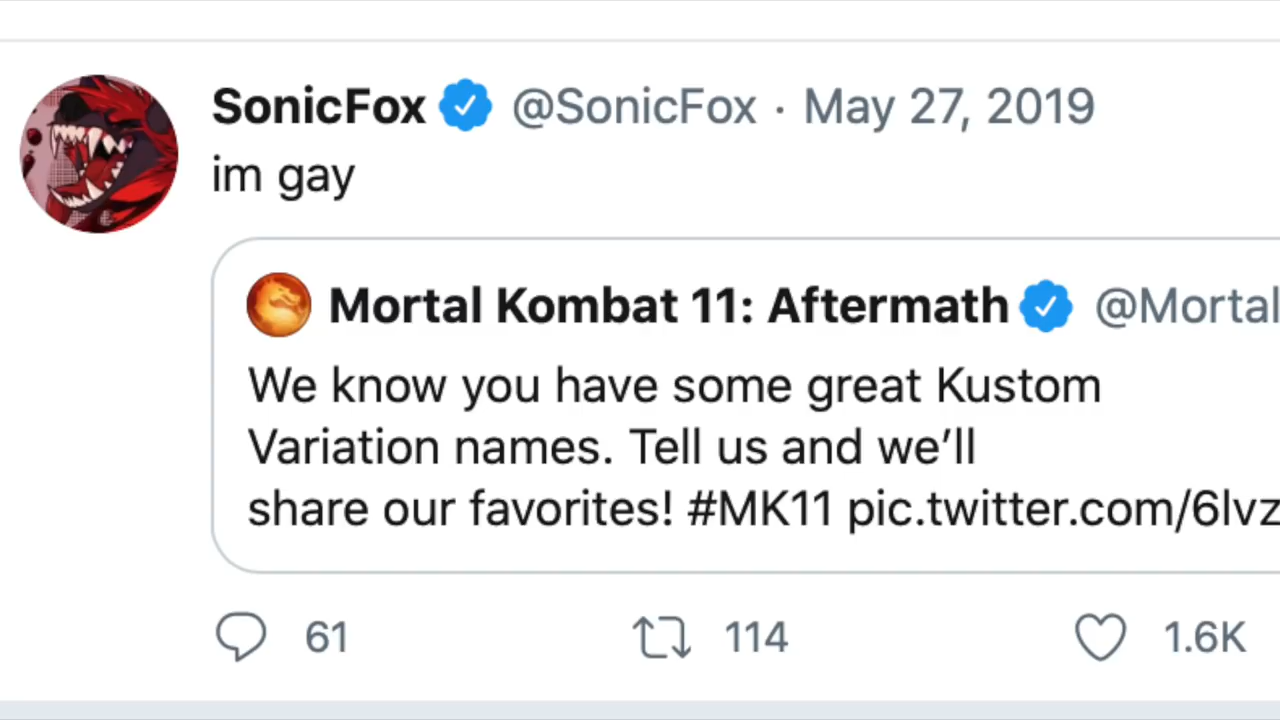 SonicFox @SonicFox · May 27, 2019
im gay
Mortal Kombat 11: Aftermath @Mortal
We know you have some great Kustom
Variation names. Tell us and we’ll
share our favorites! #MK11 pic.twitter.com/6lvz
61 114 1.6K